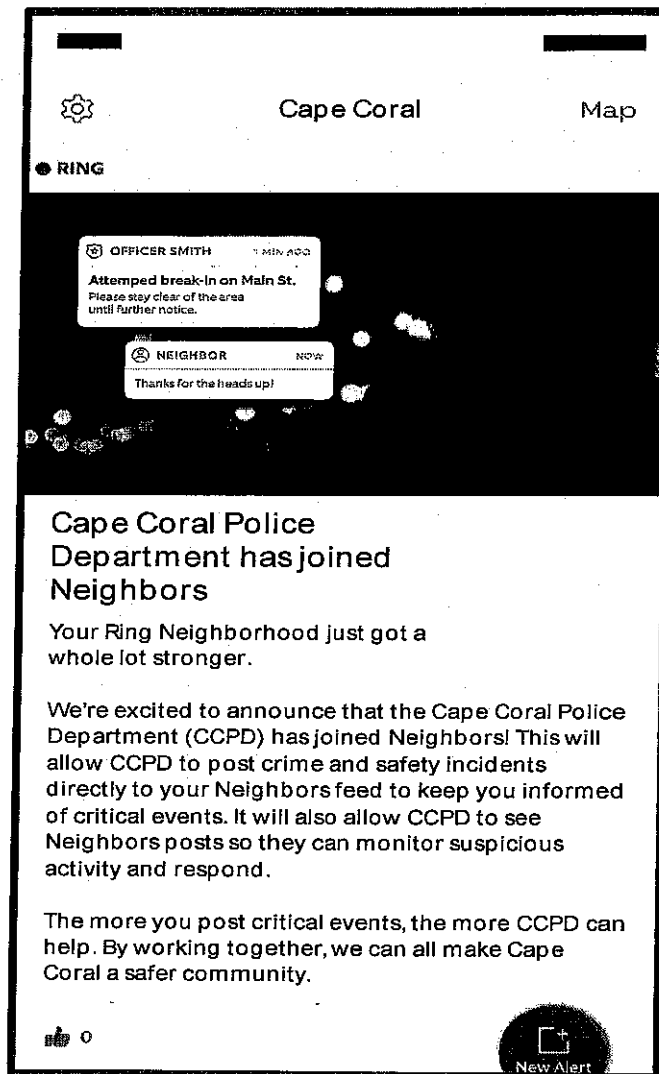 Cape Coral
Map
RING
OFFICER SMITH 1 MIN AGO
Attemped break-in on Main St.
Please stay clear of the area
until further notice.
NEIGHBOR NOW
Thanks for the heads up!
Cape Coral Police
Department has joined
Neighbors
Your Ring Neighborhood just got a
whole lot stronger.
We're excited to announce that the Cape Coral Police
Department (CCPD) has joined Neighbors! This will
allow CCPD to post crime and safety incidents
directly to your Neighbors feed to keep you informed
of critical events. It will also allow CCPD to see
Neighbors posts so they can monitor suspicious
activity and respond.
The more you post critical events, the more CCPD can
help. By working together, we can all make Cape
Coral a safer community.
0
New Alert